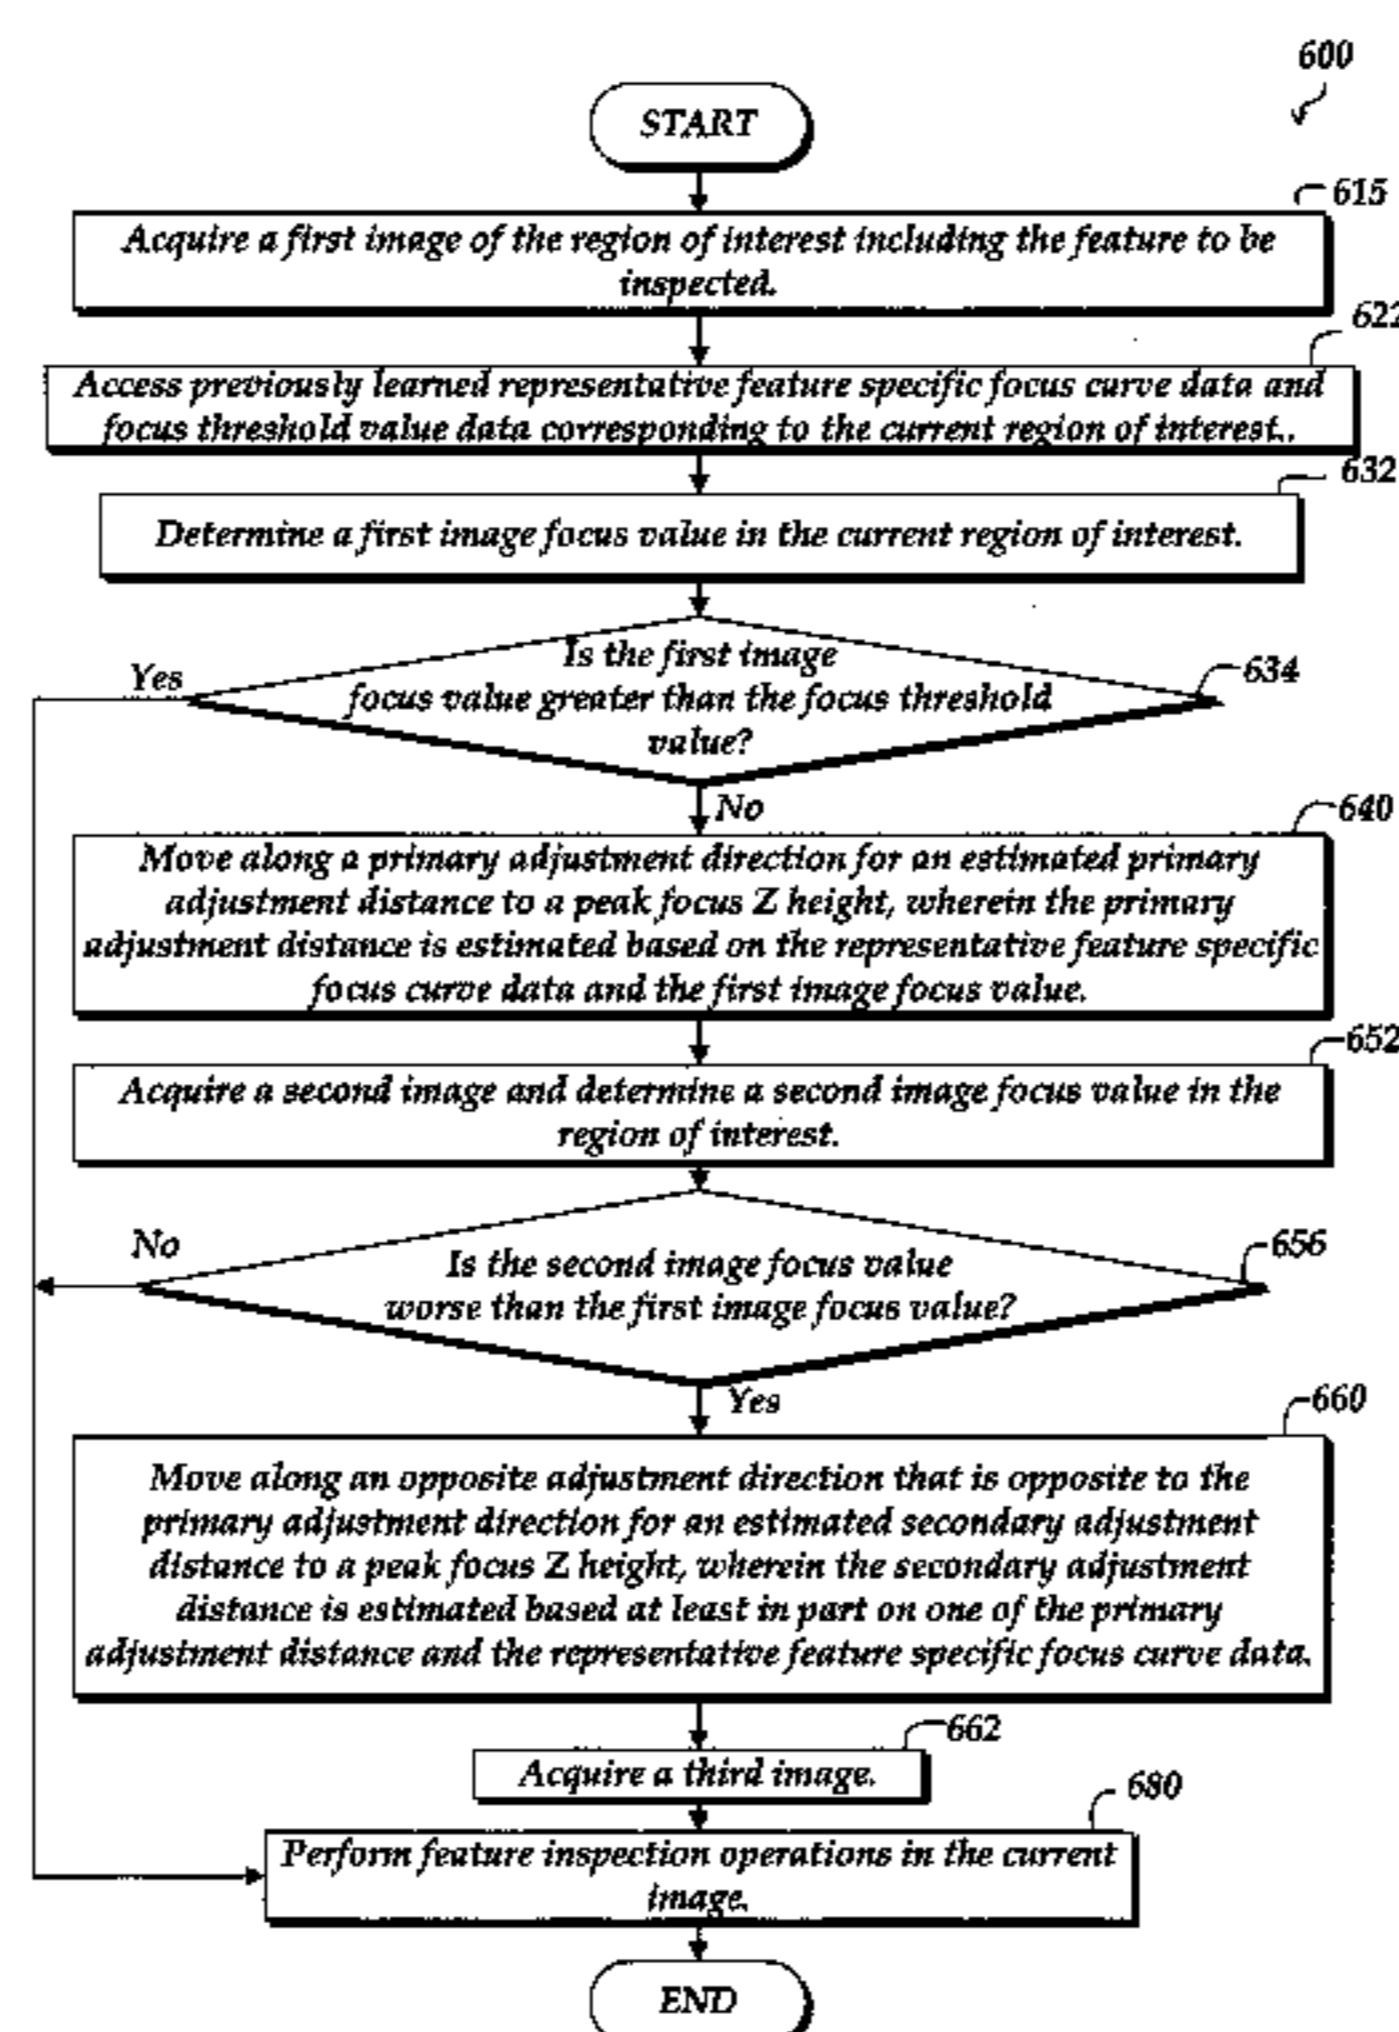 600
START
615
Acquire a first image of the region of interest including the feature to be
inspected.
622
Access previously learned representative feature specific focus curve data and
focus threshold value data corresponding to the current region of interest..
632
Determine a first image focus value in the current region of interest.
Yes
Is the first image
focus value greater than the focus threshold
value?
634
No
640
Move along a primary adjustment direction for an estimated primary
adjustment distance to a peak focus Z height, wherein the primary
adjustment distance is estimated based on the representative feature specific
focus curve data and the first image focus value.
652
Acquire a second image and determine a second image focus value in the
region of interest.
No
Is the second image focus value
worse than the first image focus value?
656
Yes
660
Move along an opposite adjustment direction that is opposite to the
primary adjustment direction for an estimated secondary adjustment
distance to a peak focus Z height, wherein the secondary adjustment
distance is estimated based at least in part on one of the primary
adjustment distance and the representative feature specific focus curve data.
662
Acquire a third image.
680
Perform feature inspection operations in the current
image.
END